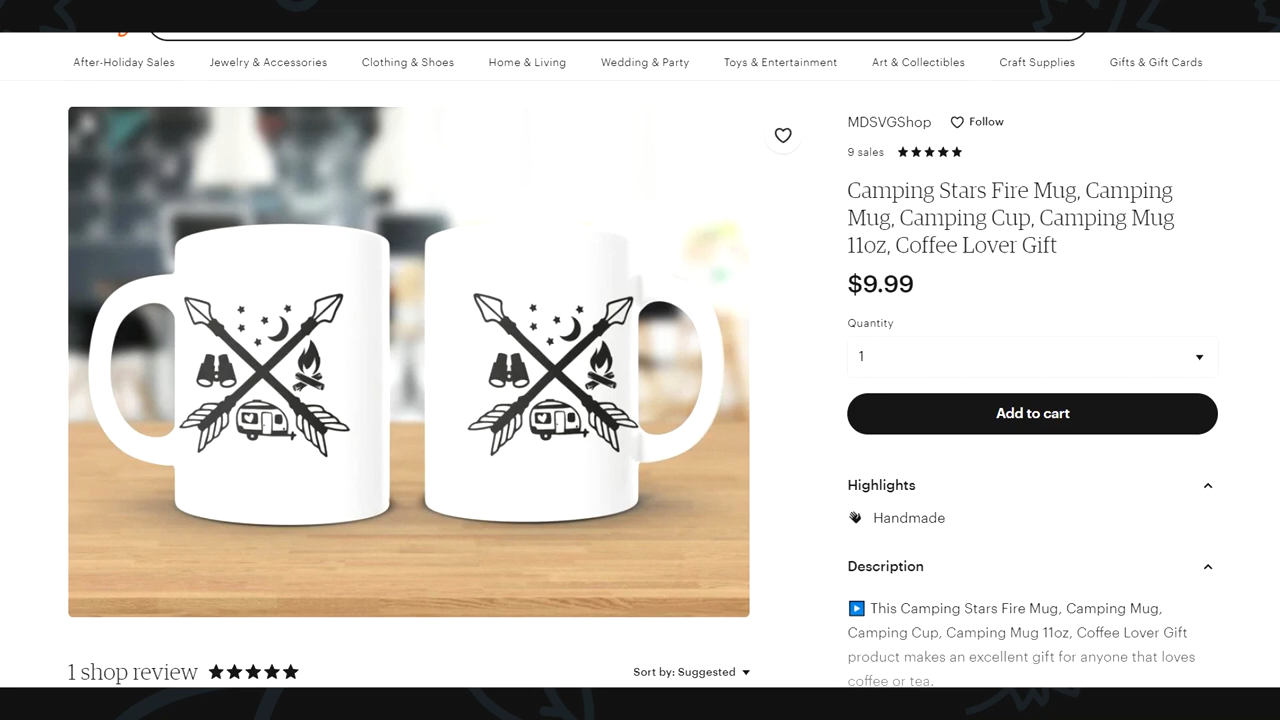 After-Holiday Sales Jewelry & Accessories Clothing & Shoes Home & Living Wedding & Party Toys & Entertainment Art & Collectibles Craft Supplies Gifts & Gift Cards
MDSVGShop Follow
9 sales
Camping Stars Fire Mug, Camping
Mug, Camping Cup, Camping Mug
11oz, Coffee Lover Gift
$9.99
Quantity
1
Add to cart
Highlights
Handmade
Description
This Camping Stars Fire Mug, Camping Mug,
Camping Cup, Camping Mug 11oz, Coffee Lover Gift
product makes an excellent gift for anyone that loves
coffee or tea.
1 shop review
Sort by: Suggested